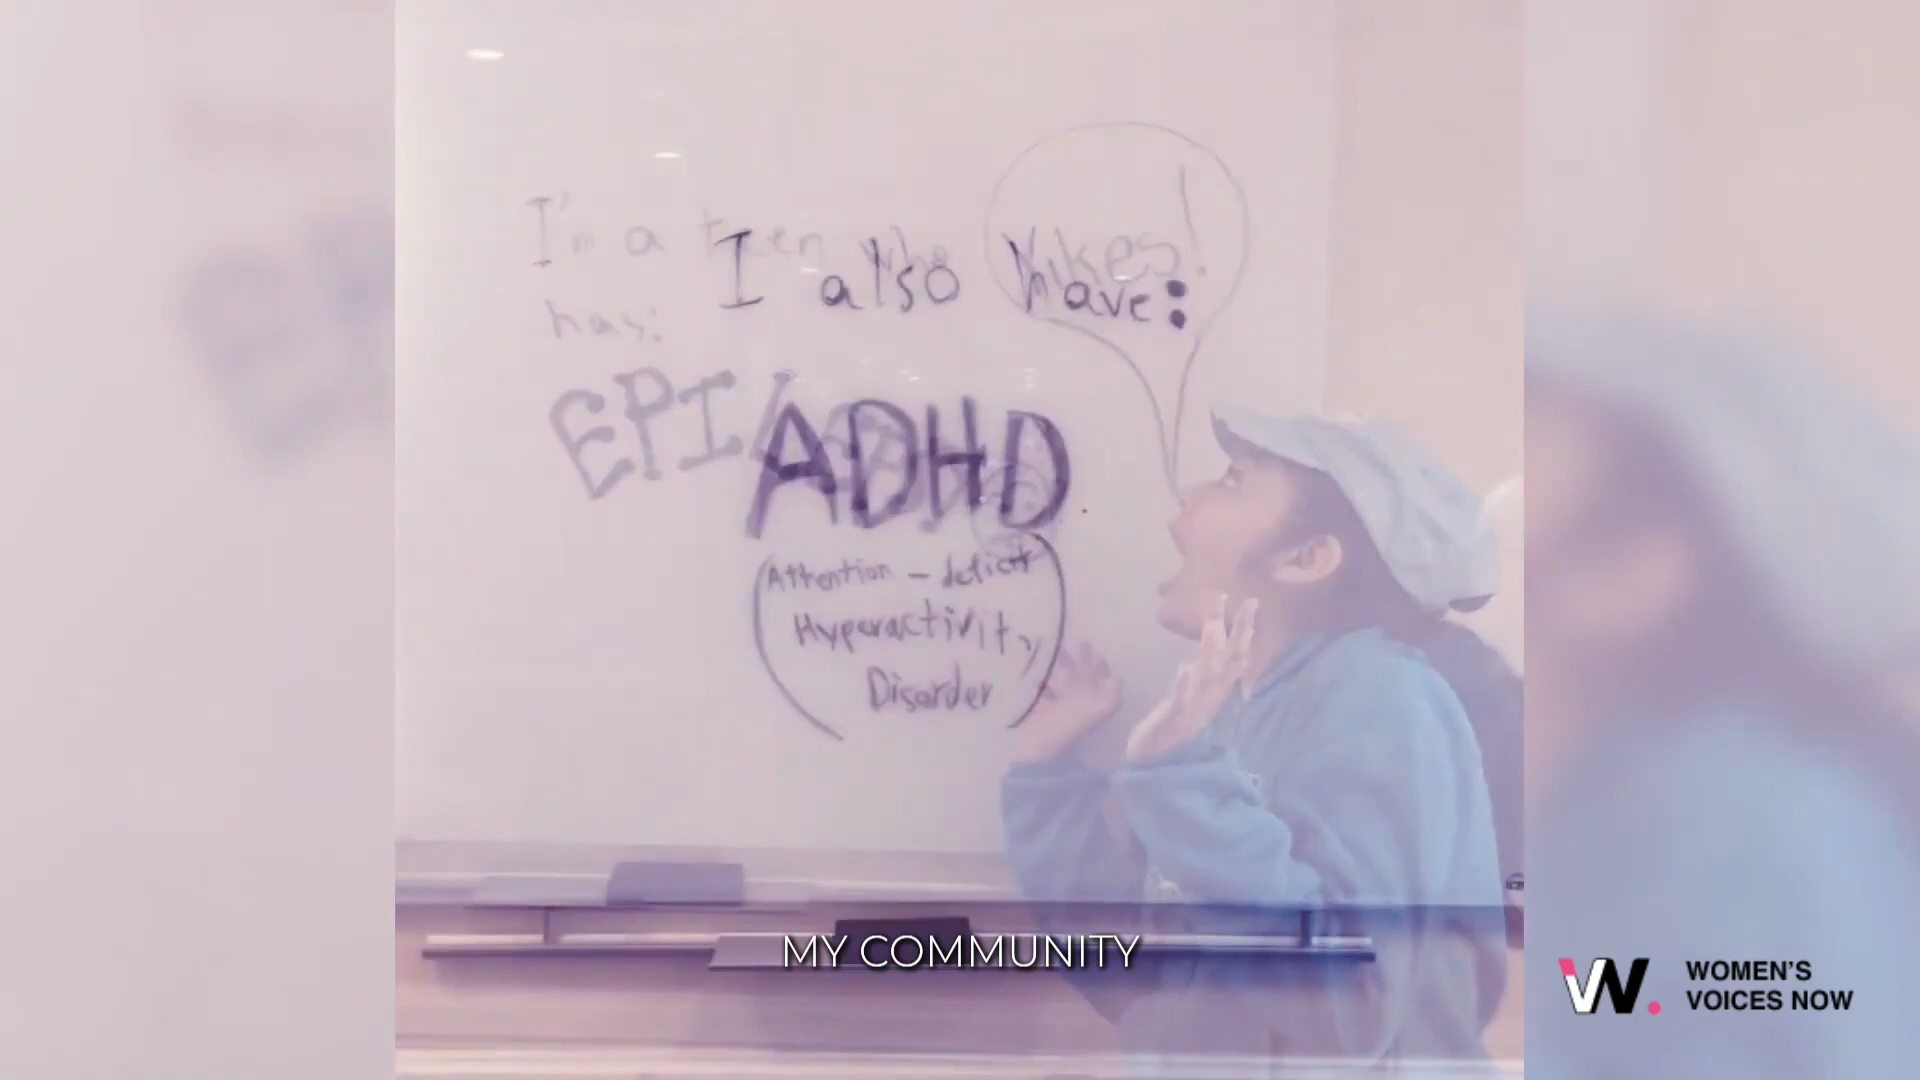 I'm a teen who
has:
EPI
Yikes!
I also have:
ADHD
(Attention - deficit
Hyperactivity
Disorder)
MY COMMUNITY
W.
WOMEN'S
VOICES NOW